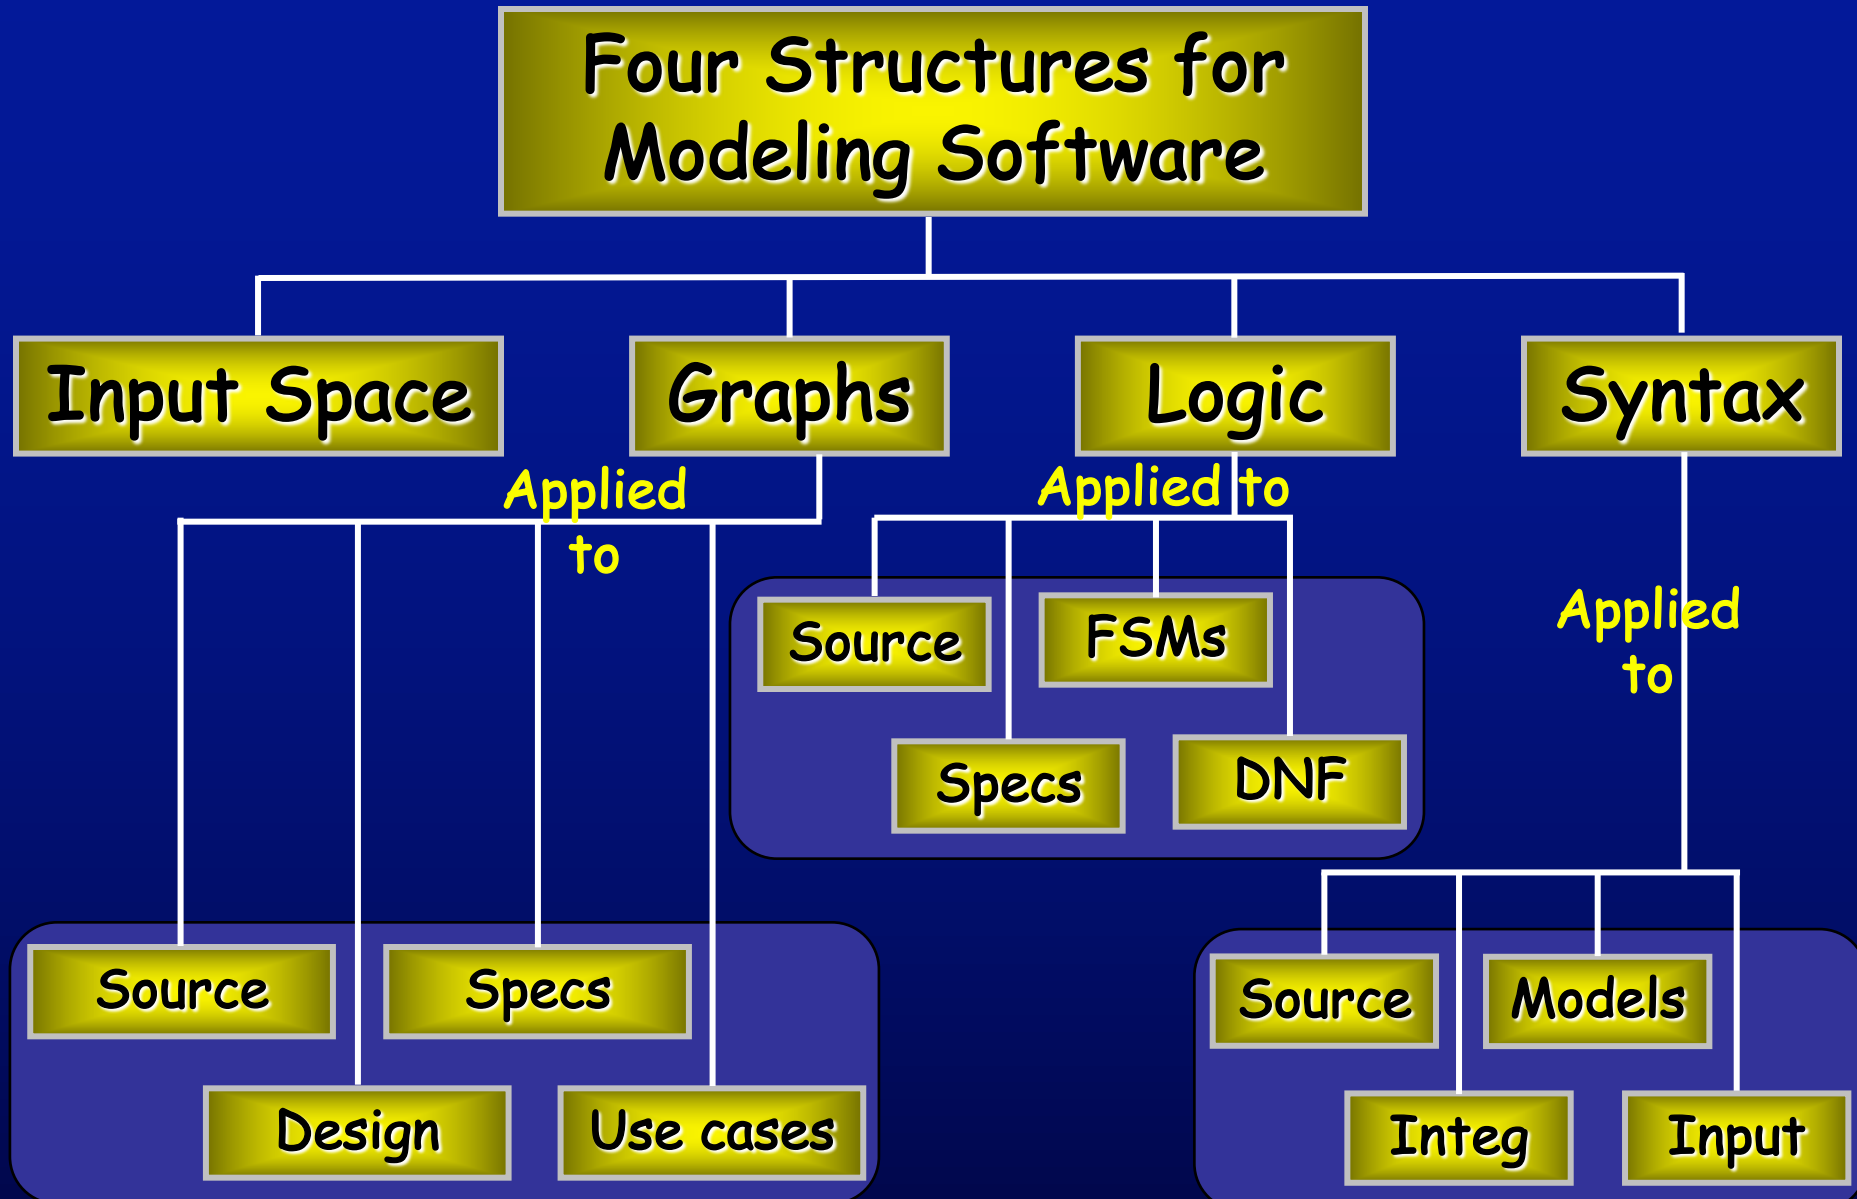 Four Structures for
Modeling Software
Input Space
Graphs
Logic
Syntax
Applied
to
Applied to
Applied
to
Source
FSMs
Specs
DNF
Source
Specs
Design
Use cases
Source
Models
Integ
Input